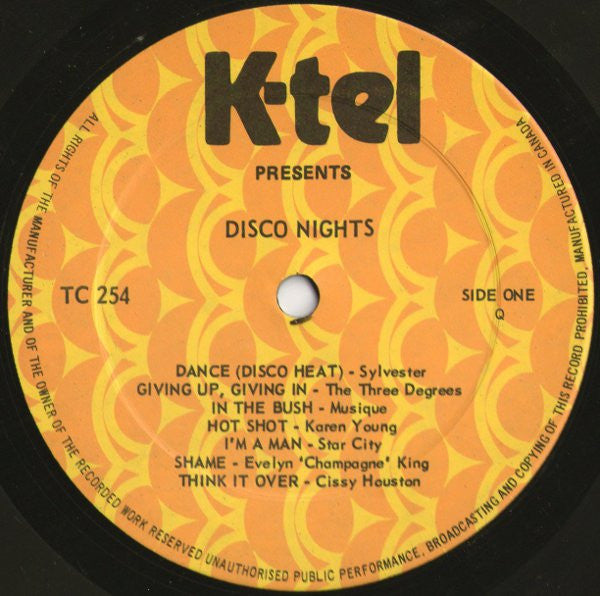 K-tel
PRESENTS
DISCO NIGHTS
TC 254
SIDE ONE
Q
DANCE (DISCO HEAT) - Sylvester
GIVING UP, GIVING IN - The Three Degrees
IN THE BUSH - Musique
HOT SHOT - Karen Young
I'M A MAN - Star City
SHAME - Evelyn 'Champagne' King
THINK IT OVER - Cissy Houston
ALL RIGHTS OF THE MANUFACTURER AND OF THE OWNER OF THE RECORDED WORK RESERVED UNAUTHORISED PUBLIC PERFORMANCE, BROADCASTING AND COPYING OF THIS RECORD PROHIBITED. MANUFACTURED IN CANADA